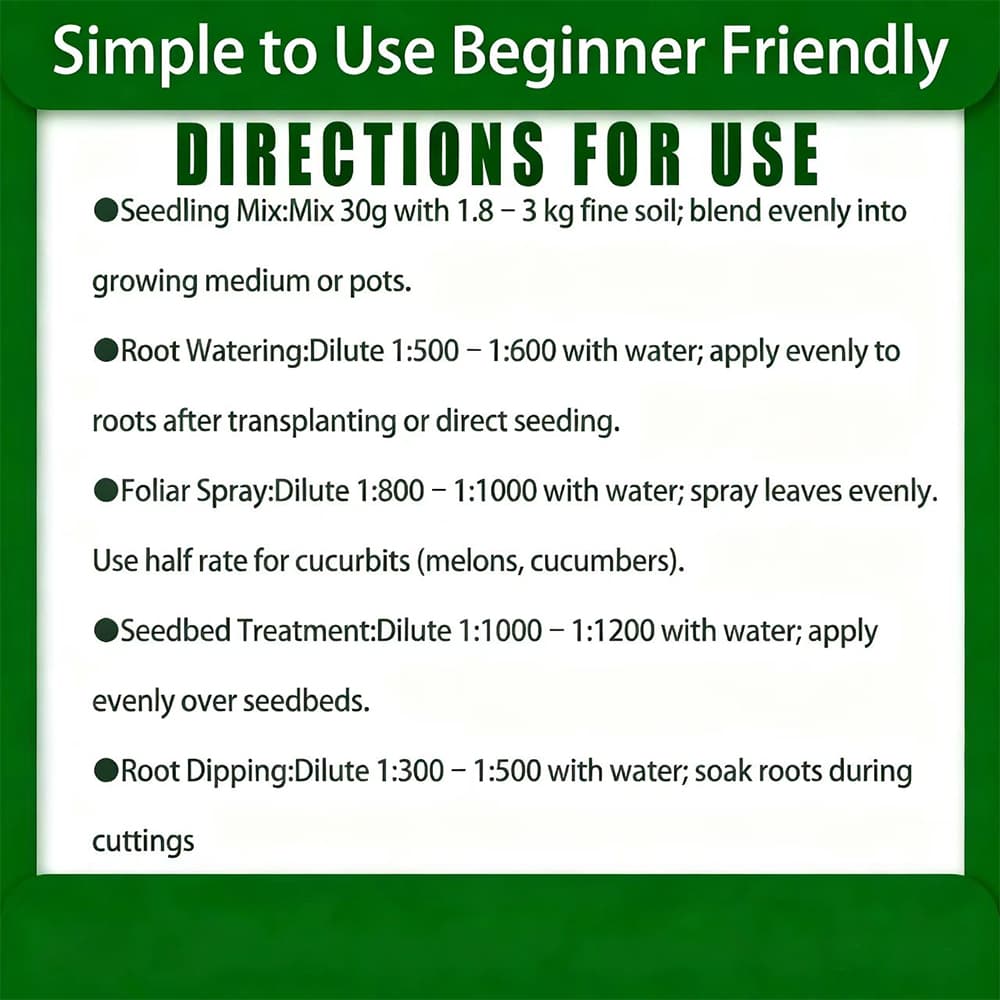 Simple to Use Beginner Friendly
DIRECTIONS FOR USE
●Seedling Mix:Mix 30g with 1.8 – 3 kg fine soil; blend evenly into
growing medium or pots.
●Root Watering:Dilute 1:500 – 1:600 with water; apply evenly to
roots after transplanting or direct seeding.
●Foliar Spray:Dilute 1:800 – 1:1000 with water; spray leaves evenly.
Use half rate for cucurbits (melons, cucumbers).
●Seedbed Treatment:Dilute 1:1000 – 1:1200 with water; apply
evenly over seedbeds.
●Root Dipping:Dilute 1:300 – 1:500 with water; soak roots during
cuttings